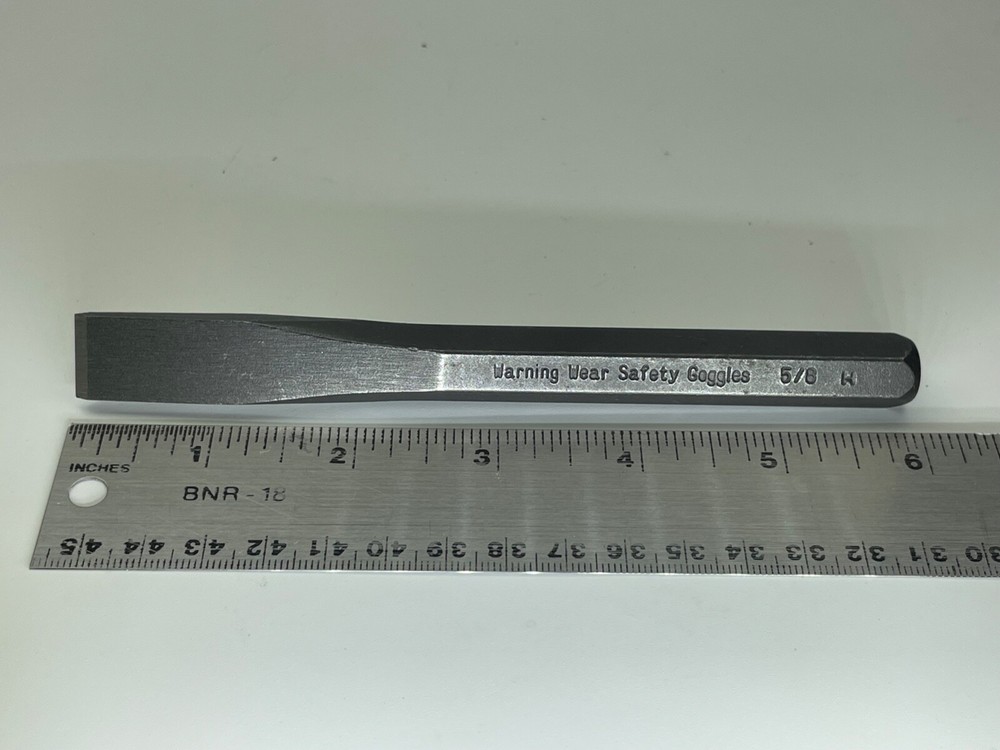 Warning Wear Safety Goggles 5/8 K
1 2 3 4 5 6
INCHES
BNR-18
45 44 43 42 41 40 39 38 37 36 35 34 33 32 31 30